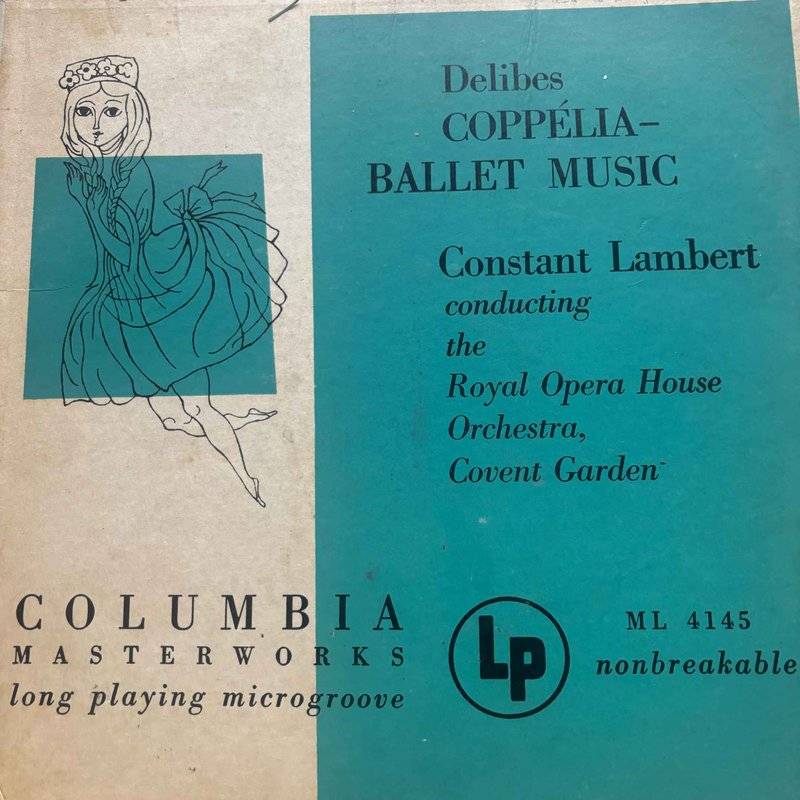 Delibes
COPPÉLIA–
BALLET MUSIC
Constant Lambert
conducting
the
Royal Opera House
Orchestra,
Covent Garden
COLUMBIA
MASTERWORKS
long playing microgroove
Lp
ML 4145
nonbreakable